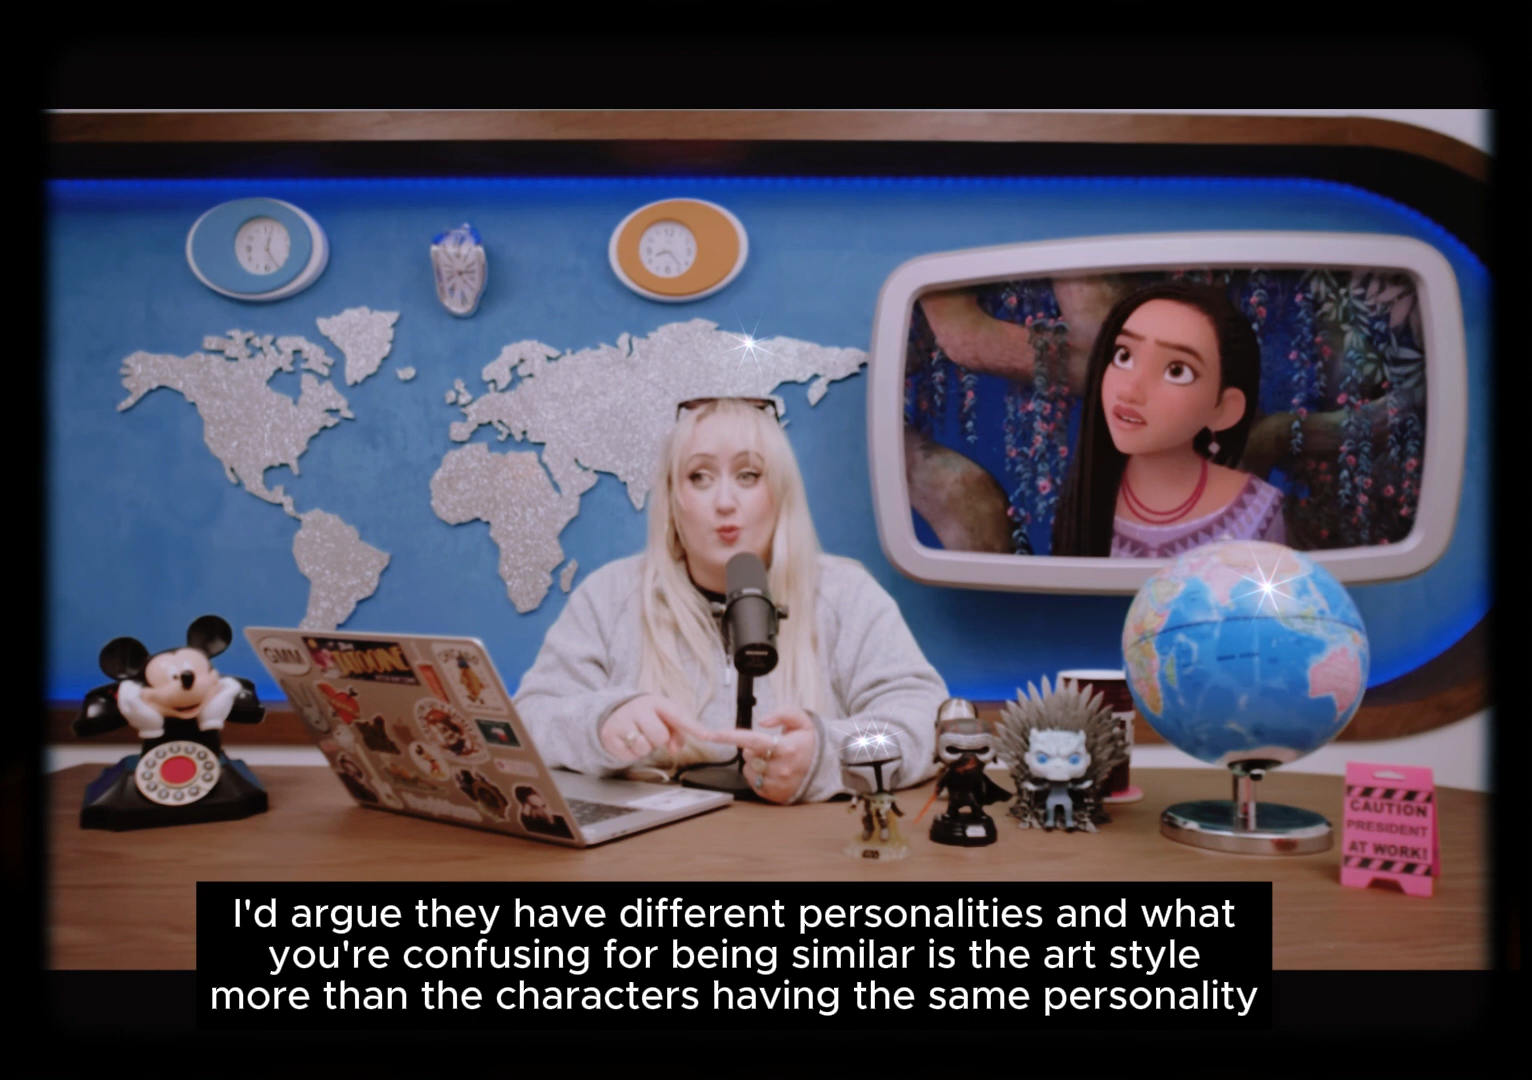 GMM
CAUTION
PRESIDENT
AT WORK!
I'd argue they have different personalities and what
you're confusing for being similar is the art style
more than the characters having the same personality